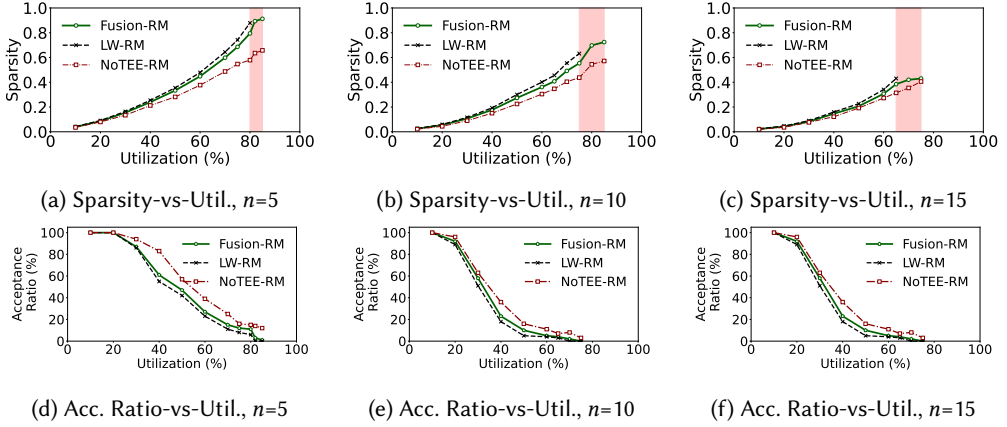 1.0
0.8
0.6
0.4
0.2
0.0
Sparsity
Fusion-RM
LW-RM
NoTEE-RM
0 20 40 60 80 100
Utilization (%)
(a) Sparsity-vs-Util., n=5
1.0
0.8
0.6
0.4
0.2
0.0
Sparsity
Fusion-RM
LW-RM
NoTEE-RM
0 20 40 60 80 100
Utilization (%)
(b) Sparsity-vs-Util., n=10
1.0
0.8
0.6
0.4
0.2
0.0
Sparsity
Fusion-RM
LW-RM
NoTEE-RM
0 20 40 60 80 100
Utilization (%)
(c) Sparsity-vs-Util., n=15
100
80
60
40
20
0
Acceptance
Ratio (%)
Fusion-RM
LW-RM
NoTEE-RM
0 20 40 60 80 100
Utilization (%)
(d) Acc. Ratio-vs-Util., n=5
100
80
60
40
20
0
Acceptance
Ratio (%)
Fusion-RM
LW-RM
NoTEE-RM
0 20 40 60 80 100
Utilization (%)
(e) Acc. Ratio-vs-Util., n=10
100
80
60
40
20
0
Acceptance
Ratio (%)
Fusion-RM
LW-RM
NoTEE-RM
0 20 40 60 80 100
Utilization (%)
(f) Acc. Ratio-vs-Util., n=15